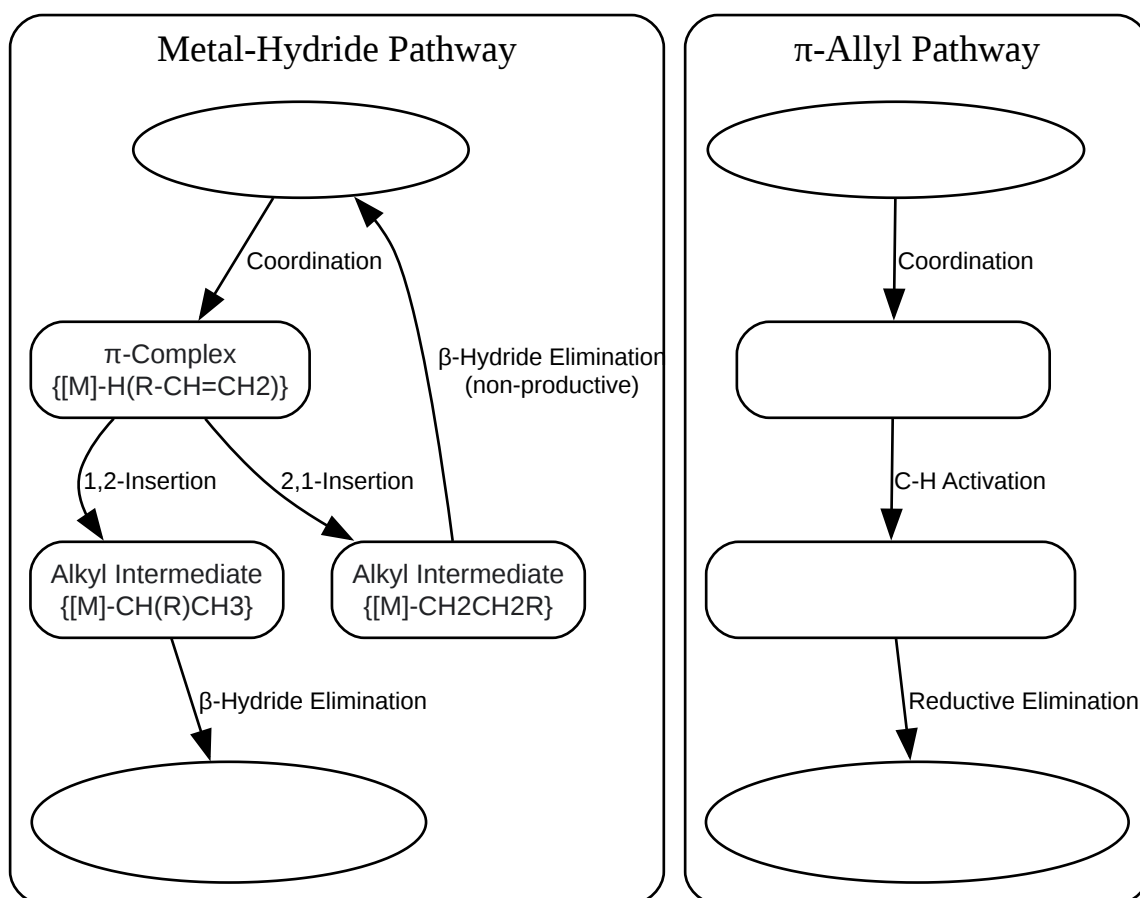 Metal-Hydride Pathway
Coordination
π-Complex
{[M]-H(R-CH=CH2)}
β-Hydride Elimination
(non-productive)
1,2-Insertion
2,1-Insertion
Alkyl Intermediate
{[M]-CH(R)CH3}
Alkyl Intermediate
{[M]-CH2CH2R}
β-Hydride Elimination
π-Allyl Pathway
Coordination
C-H Activation
Reductive Elimination